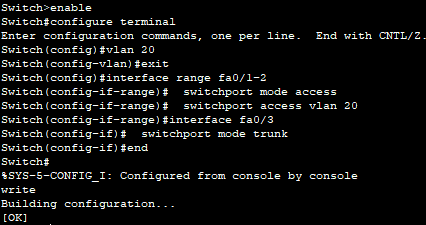 Switch>enable
Switch#configure terminal
Enter configuration commands, one per line.  End with CNTL/Z.
Switch(config)#vlan 20
Switch(config-vlan)#exit
Switch(config)#interface range fa0/1-2
Switch(config-if-range)#  switchport mode access
Switch(config-if-range)#  switchport access vlan 20
Switch(config-if-range)#interface fa0/3
Switch(config-if)#  switchport mode trunk
Switch(config-if)#end
Switch#
%SYS-5-CONFIG_I: Configured from console by console
write
Building configuration...
[OK]